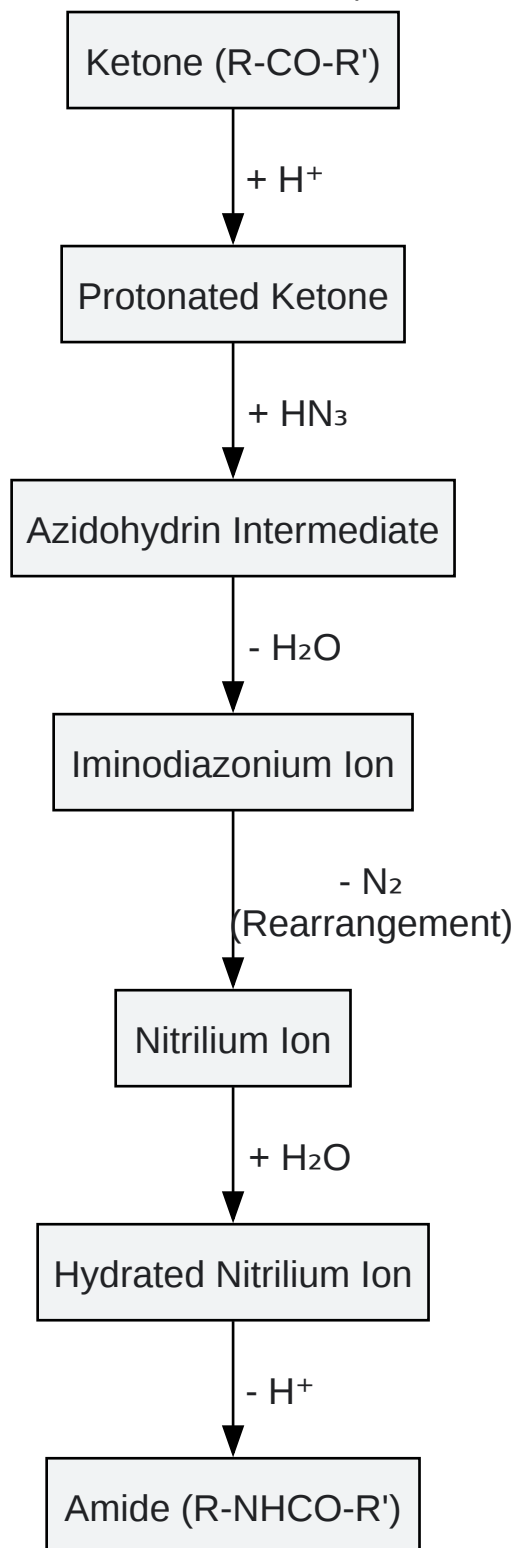 Ketone (R-CO-R')
+ H⁺
Protonated Ketone
+ HN₃
Azidohydrin Intermediate
- H₂O
Iminodiazonium Ion
- N₂
(Rearrangement)
Nitrilium Ion
+ H₂O
Hydrated Nitrilium Ion
- H⁺
Amide (R-NHCO-R')